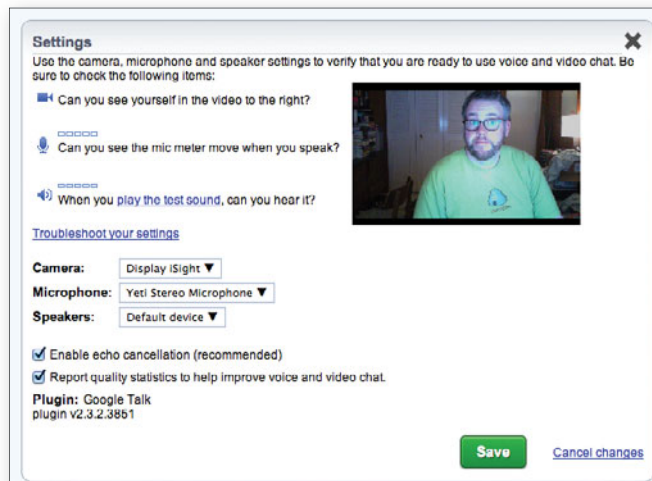 Settings
Use the camera, microphone and speaker settings to verify that you are ready to use voice and video chat. Be
sure to check the following items:
Can you see yourself in the video to the right?
Can you see the mic meter move when you speak?
When you play the test sound, can you hear it?
Troubleshoot your settings
Camera: Display iSight ▼
Microphone: Yeti Stereo Microphone ▼
Speakers: Default device ▼
Enable echo cancellation (recommended)
Report quality statistics to help improve voice and video chat.
Plugin: Google Talk
plugin v2.3.2.3851
Save Cancel changes